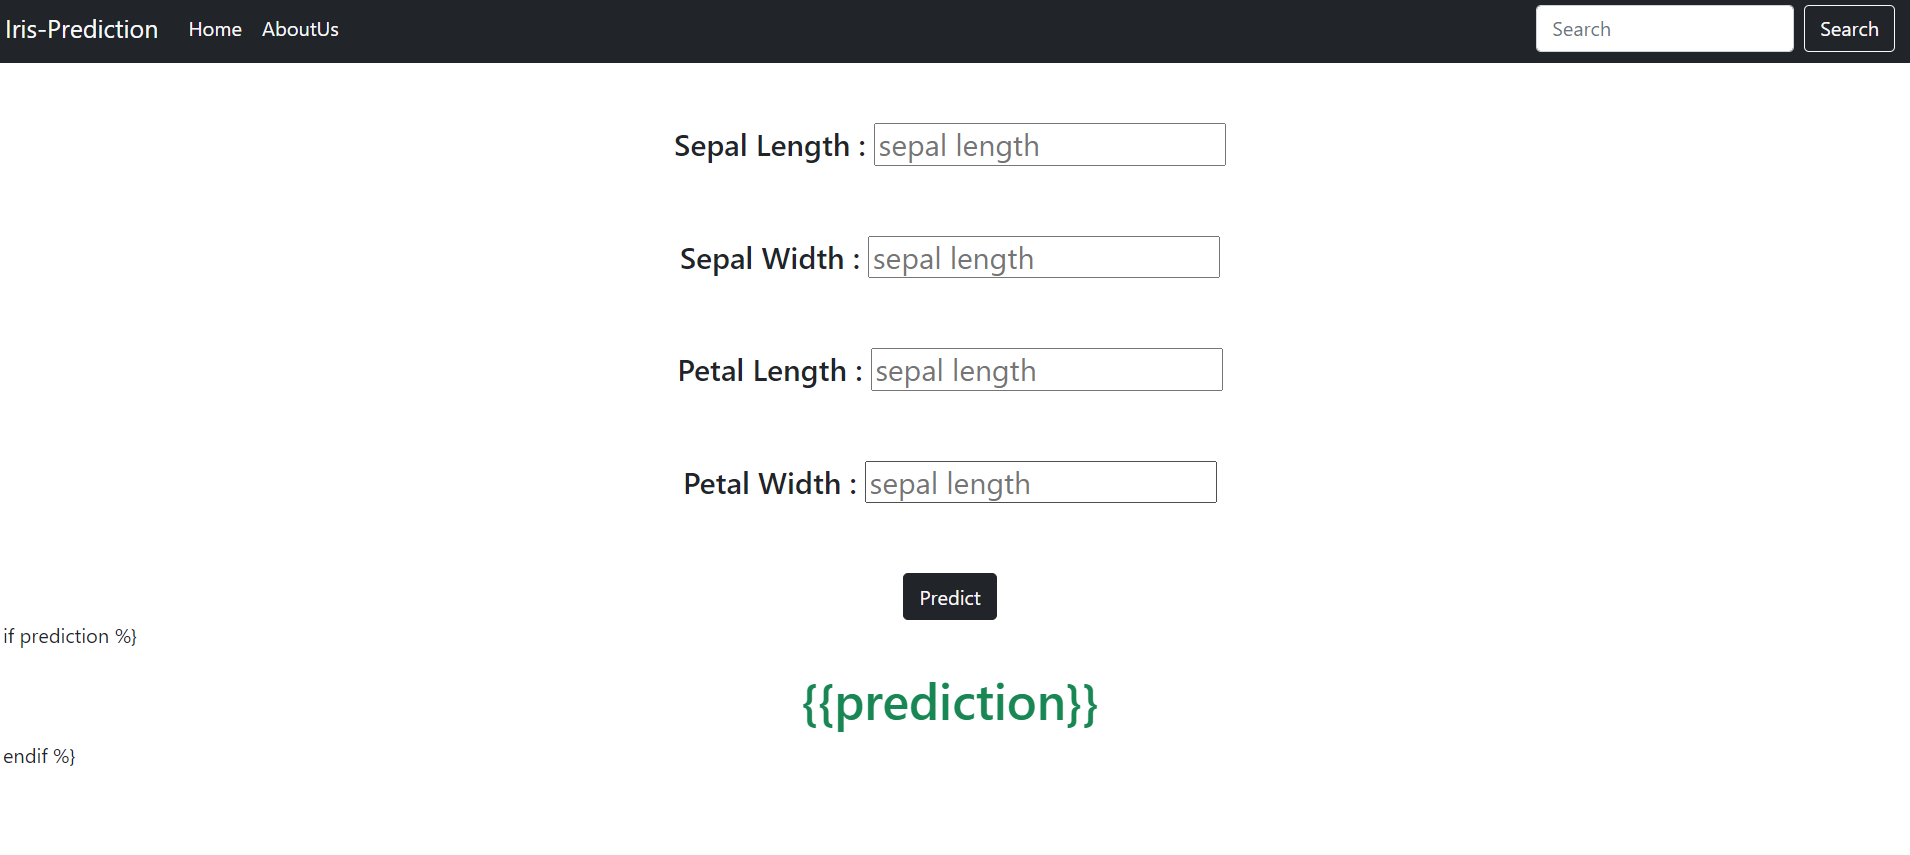 Iris-Prediction Home AboutUs Search Search
Sepal Length : sepal length
Sepal Width : sepal length
Petal Length : sepal length
Petal Width : sepal length
Predict
if prediction %}
{{prediction}}
endif %}